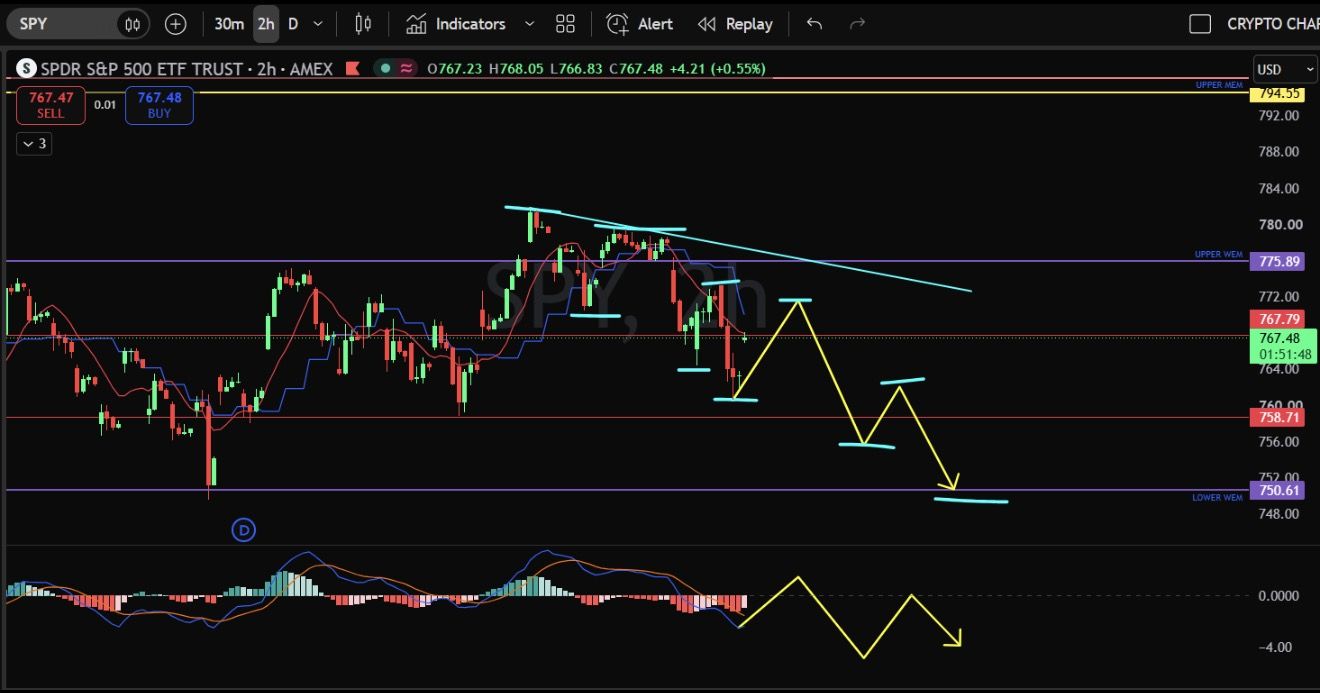 SPY 30m 2h D Indicators Alert Replay CRYPTO CHAR
S SPDR S&P 500 ETF TRUST · 2h · AMEX O767.23 H768.05 L766.83 C767.48 +4.21 (+0.55%) USD
767.47 SELL 0.01 767.48 BUY
3
UPPER MEM 794.55
792.00
788.00
784.00
780.00
UPPER WEM 775.89
SPY, 2h
772.00
767.79
767.48
01:51:48
764.00
760.00
758.71
756.00
752.00
LOWER WEM 750.61
748.00
D
0.0000
−4.00